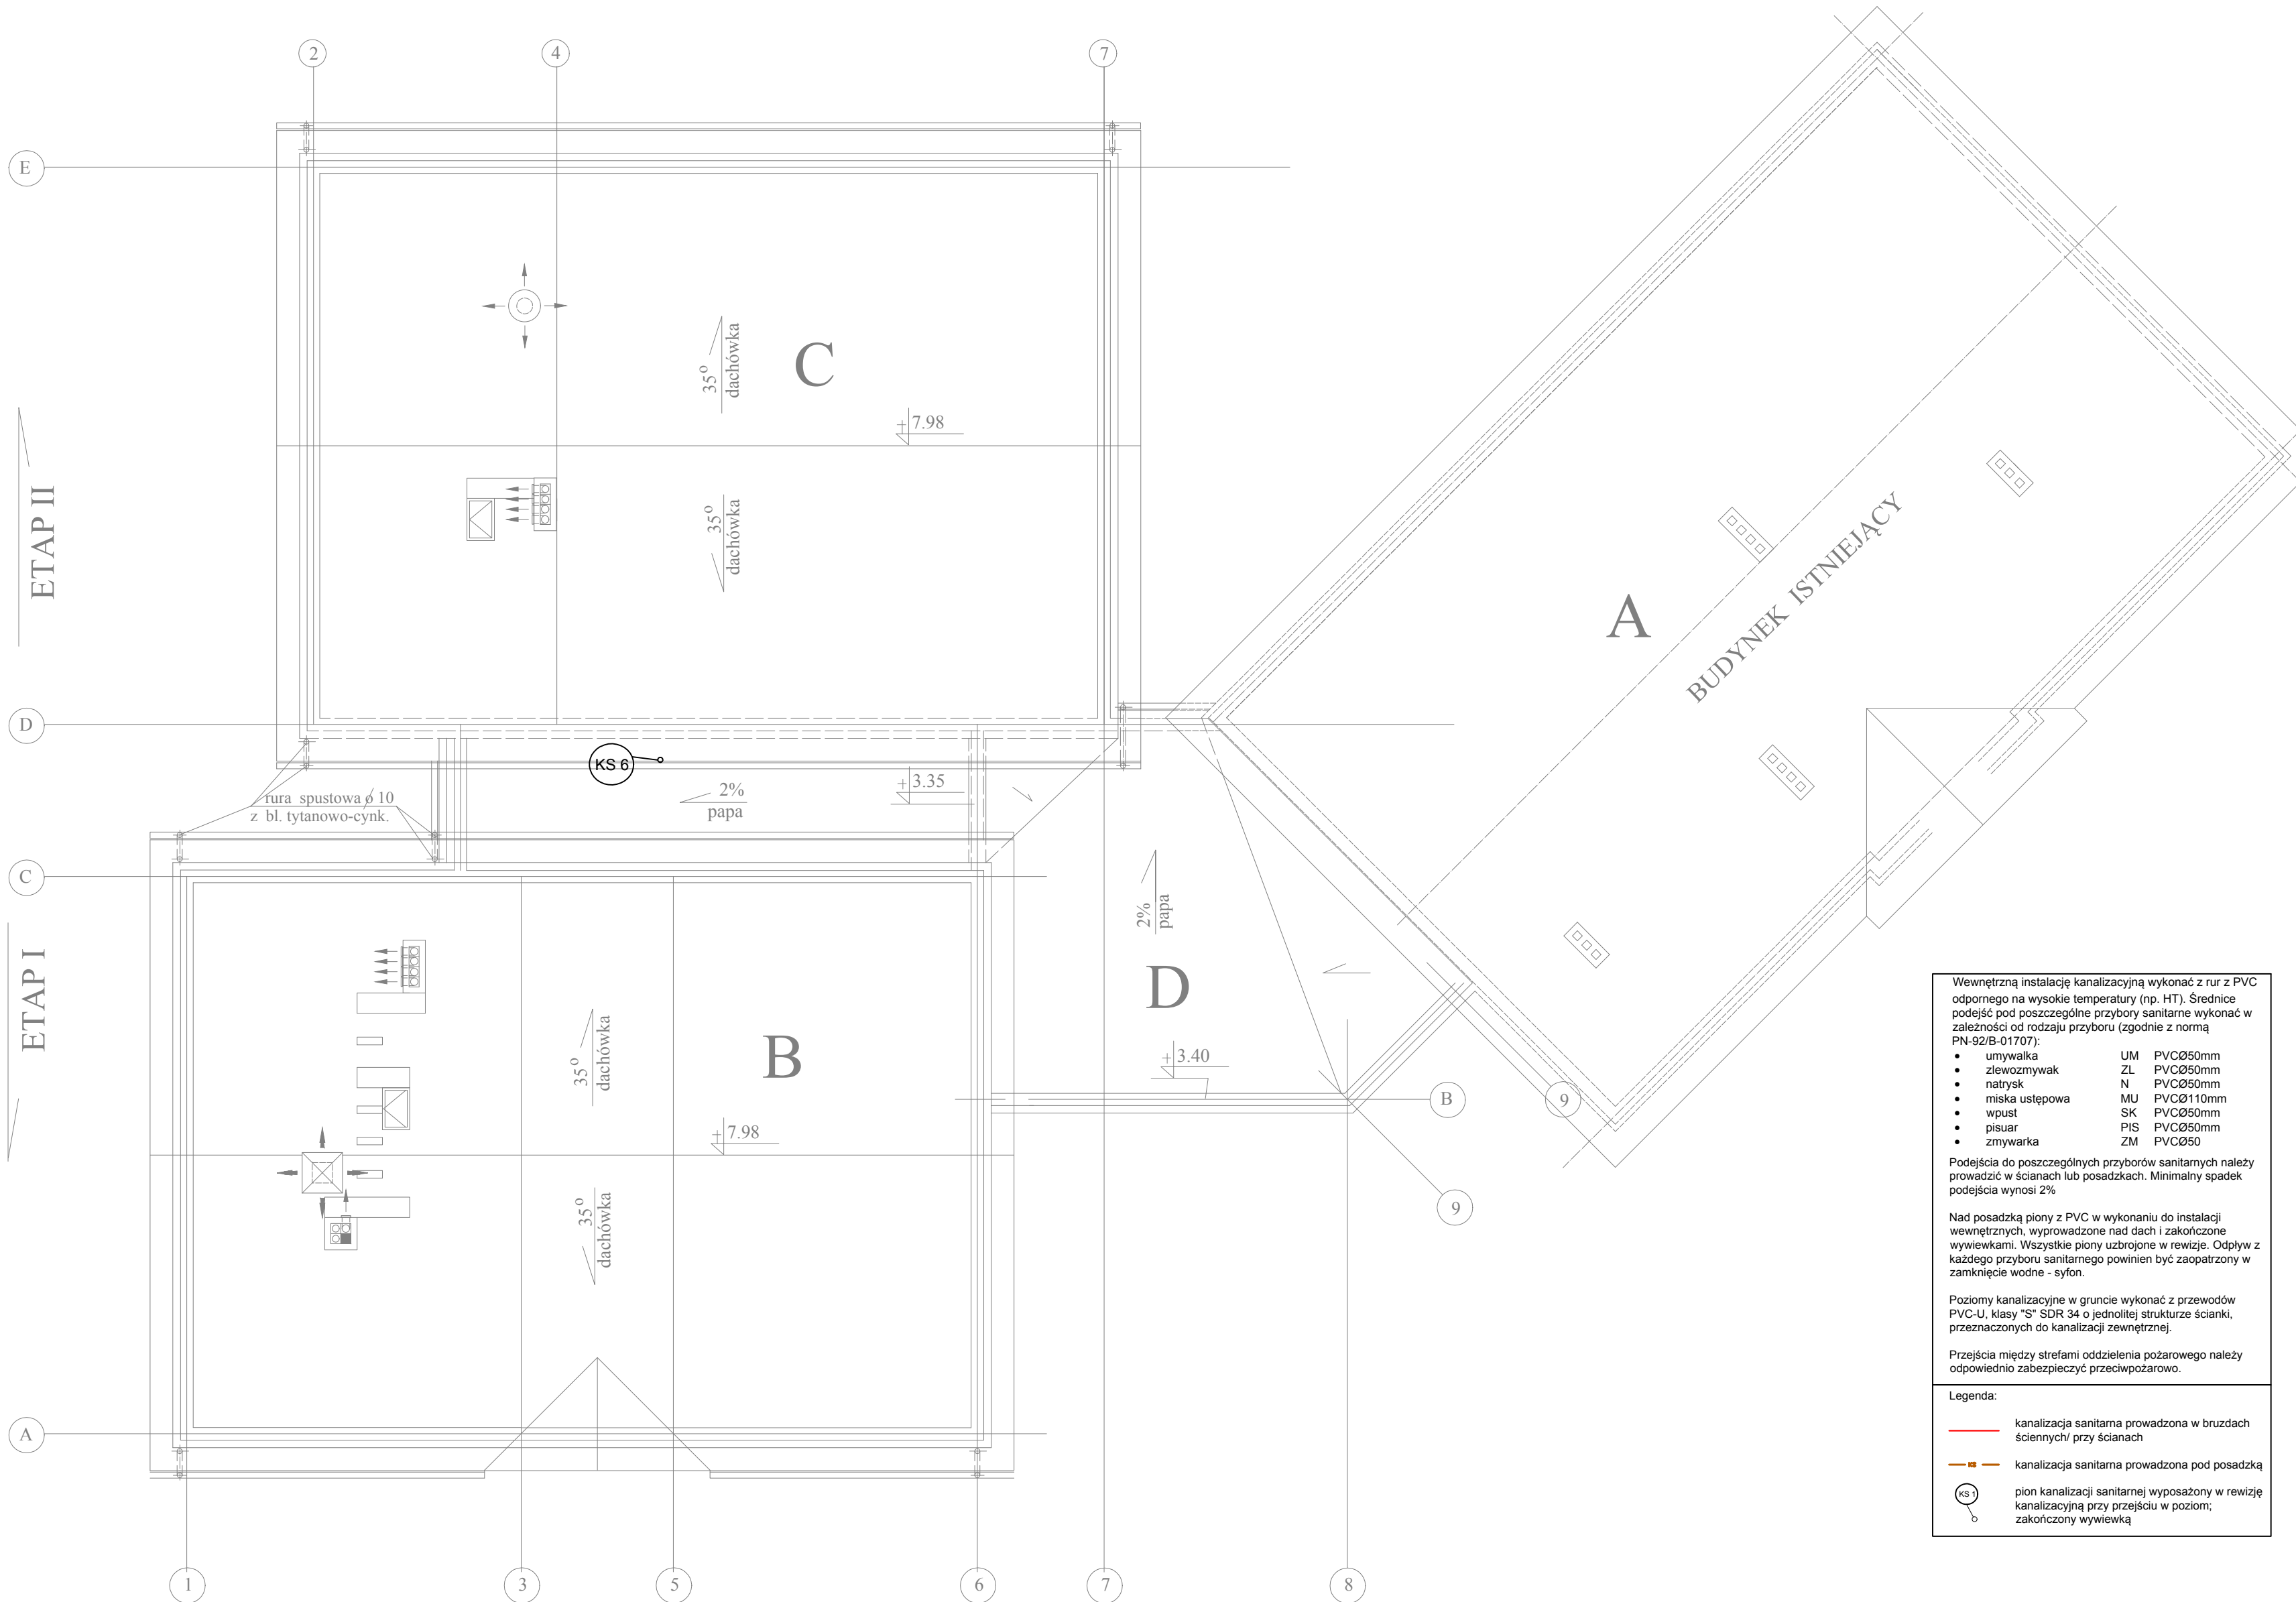 2
4
7
E
C
35° dachówka
+7.98
35° dachówka
ETAP II
A
BUDYNEK ISTNIEJĄCY
D
KS 6
2%
papa
+3.35
rura spustowa ø 10
z bl. tytanowo-cynk.
C
2%
papa
D
ETAP I
35° dachówka
B
+3.40
B
9
+7.98
9
35° dachówka
A
1
3
5
6
7
8
Wewnętrzną instalację kanalizacyjną wykonać z rur z PVC
odpornego na wysokie temperatury (np. HT). Średnice
podejść pod poszczególne przybory sanitarne wykonać w
zależności od rodzaju przyboru (zgodnie z normą
PN-92/B-01707):
• umywalka UM PVCØ50mm
• zlewozmywak ZL PVCØ50mm
• natrysk N PVCØ50mm
• miska ustępowa MU PVCØ110mm
• wpust SK PVCØ50mm
• pisuar PIS PVCØ50mm
• zmywarka ZM PVCØ50
Podejścia do poszczególnych przyborów sanitarnych należy
prowadzić w ścianach lub posadzkach. Minimalny spadek
podejścia wynosi 2%
Nad posadzką piony z PVC w wykonaniu do instalacji
wewnętrznych, wyprowadzone nad dach i zakończone
wywiewkami. Wszystkie piony uzbrojone w rewizje. Odpływ z
każdego przyboru sanitarnego powinien być zaopatrzony w
zamknięcie wodne - syfon.
Poziomy kanalizacyjne w gruncie wykonać z przewodów
PVC-U, klasy "S" SDR 34 o jednolitej strukturze ścianki,
przeznaczonych do kanalizacji zewnętrznej.
Przejścia między strefami oddzielenia pożarowego należy
odpowiednio zabezpieczyć przeciwpożarowo.
Legenda:
kanalizacja sanitarna prowadzona w bruzdach
ściennych/ przy ścianach
KS
kanalizacja sanitarna prowadzona pod posadzką
KS 1
pion kanalizacji sanitarnej wyposażony w rewizję
kanalizacyjną przy przejściu w poziom;
zakończony wywiewką